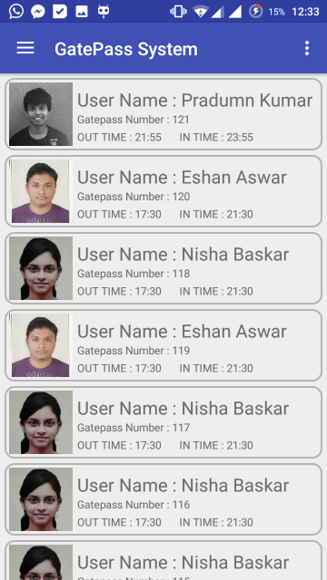 15% 12:33
GatePass System
User Name : Pradumn Kumar
Gatepass Number : 121
OUT TIME : 21:55 IN TIME : 23:55
User Name : Eshan Aswar
Gatepass Number : 120
OUT TIME : 17:30 IN TIME : 21:30
User Name : Nisha Baskar
Gatepass Number : 118
OUT TIME : 17:30 IN TIME : 21:30
User Name : Eshan Aswar
Gatepass Number : 119
OUT TIME : 17:30 IN TIME : 21:30
User Name : Nisha Baskar
Gatepass Number : 117
OUT TIME : 17:30 IN TIME : 21:30
User Name : Nisha Baskar
Gatepass Number : 116
OUT TIME : 17:30 IN TIME : 21:30
User Name : Nisha Baskar
Gatepass Number : 115